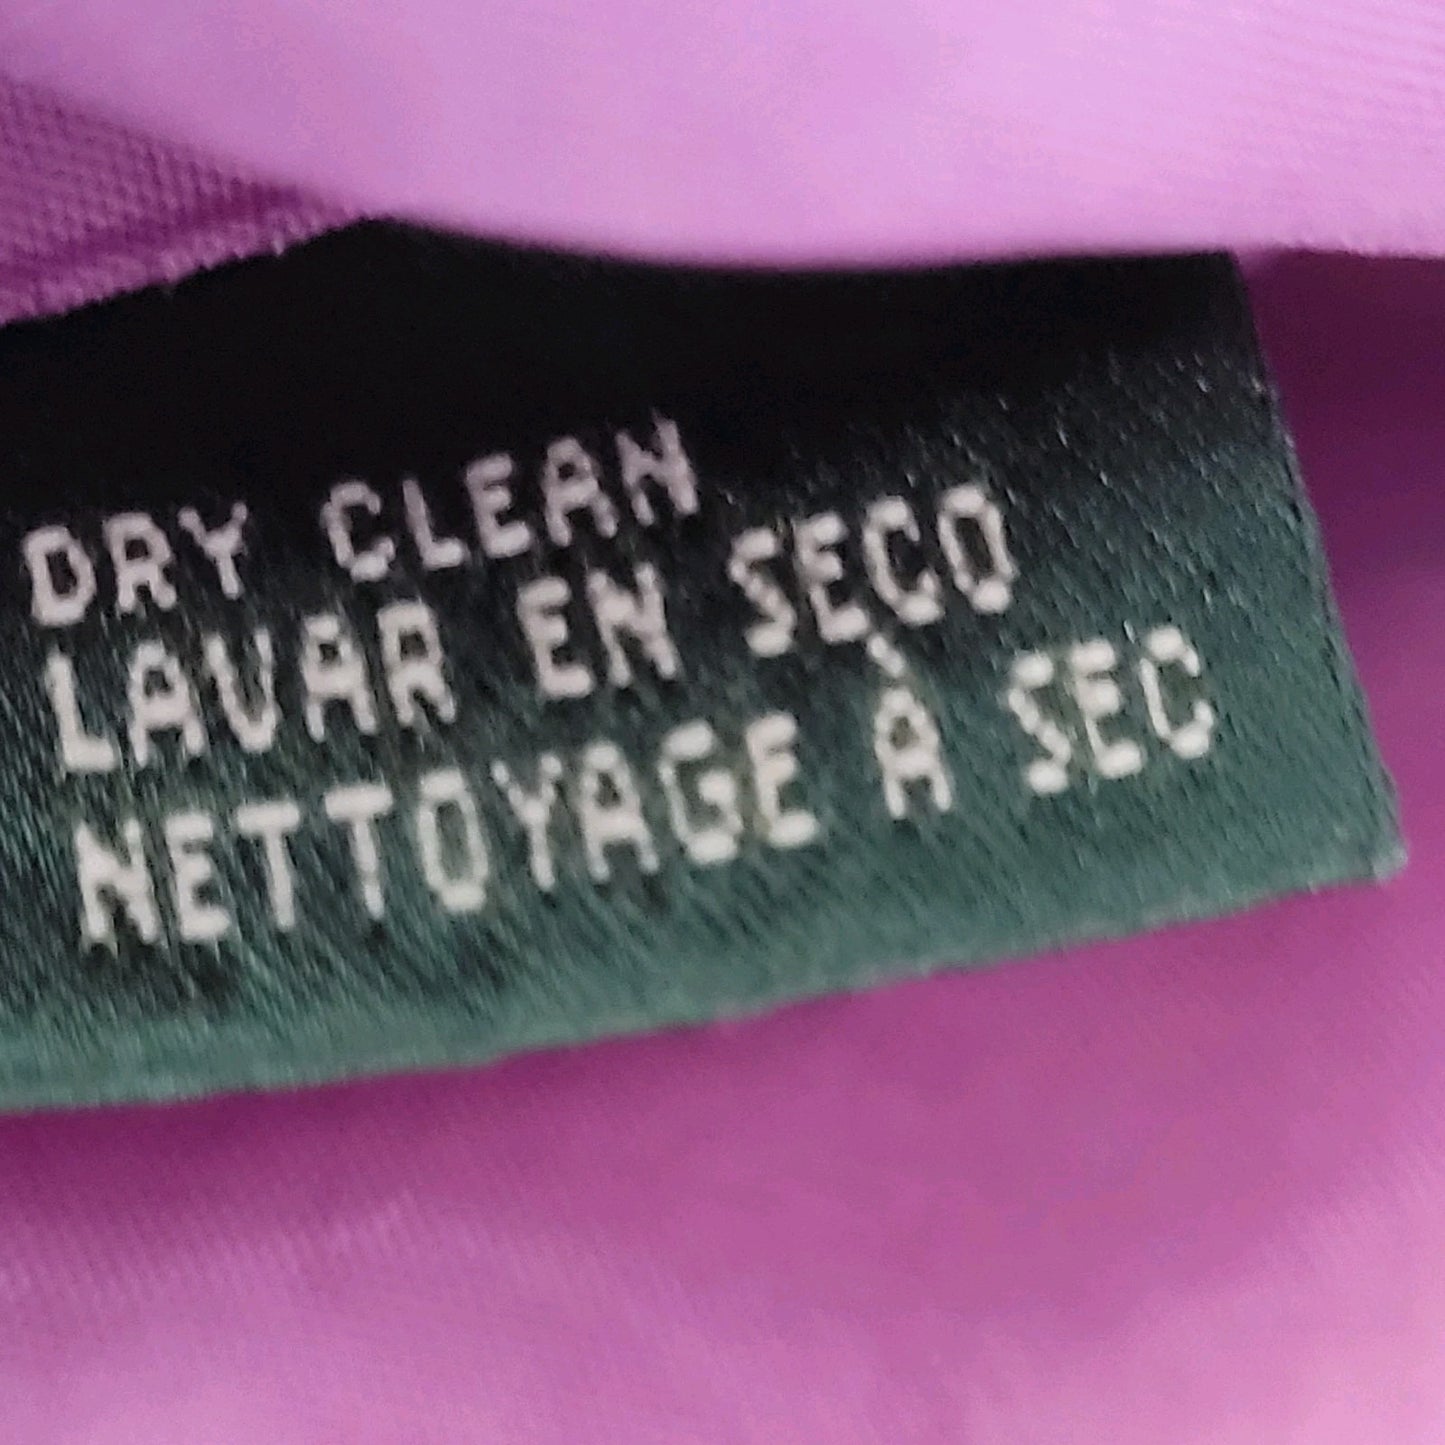 DRY CLEAN
LAVAR EN SECO
NETTOYAGE À SEC